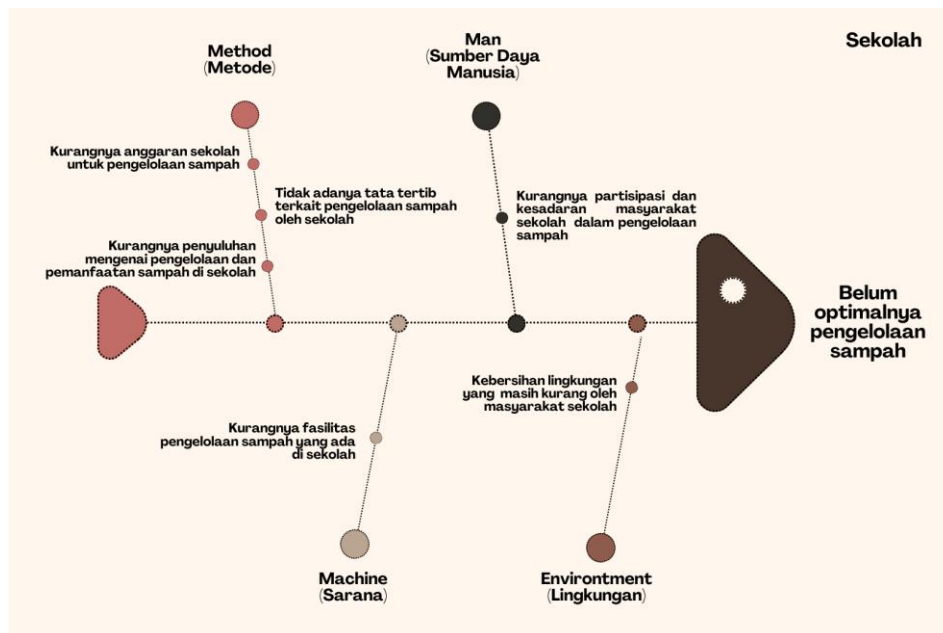 Sekolah
Method
(Metode)
Man
(Sumber Daya
Manusia)
Kurangnya anggaran sekolah
untuk pengelolaan sampah
Tidak adanya tata tertib
terkait pengelolaan sampah
oleh sekolah
Kurangnya penyuluhan
mengenai pengelolaan dan
pemanfaatan sampah di sekolah
Kurangnya partisipasi dan
kesadaran masyarakat
sekolah dalam pengelolaan
sampah
Belum
optimalnya
pengelolaan
sampah
Kurangnya fasilitas
pengelolaan sampah yang ada
di sekolah
Kebersihan lingkungan
yang masih kurang oleh
masyarakat sekolah
Machine
(Sarana)
Environtment
(Lingkungan)